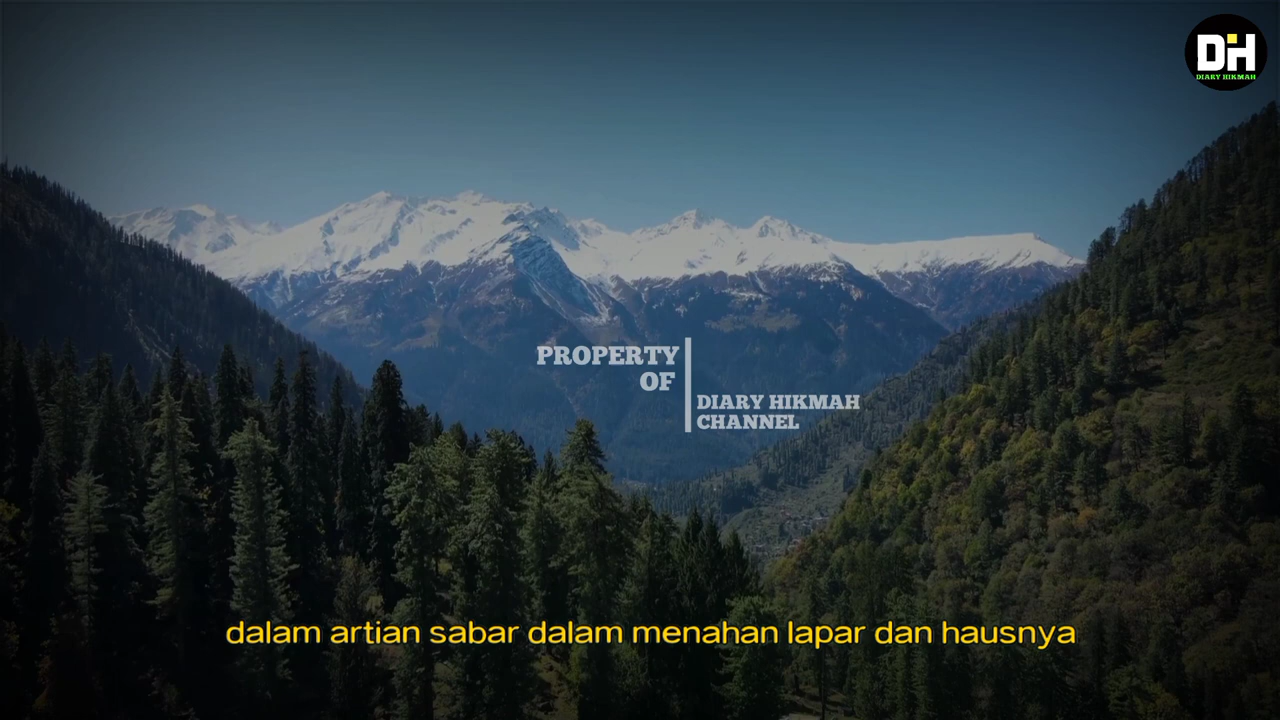 DH
DIARY HIKMAH
PROPERTY
OF
DIARY HIKMAH
CHANNEL
dalam artian sabar dalam menahan lapar dan hausnya